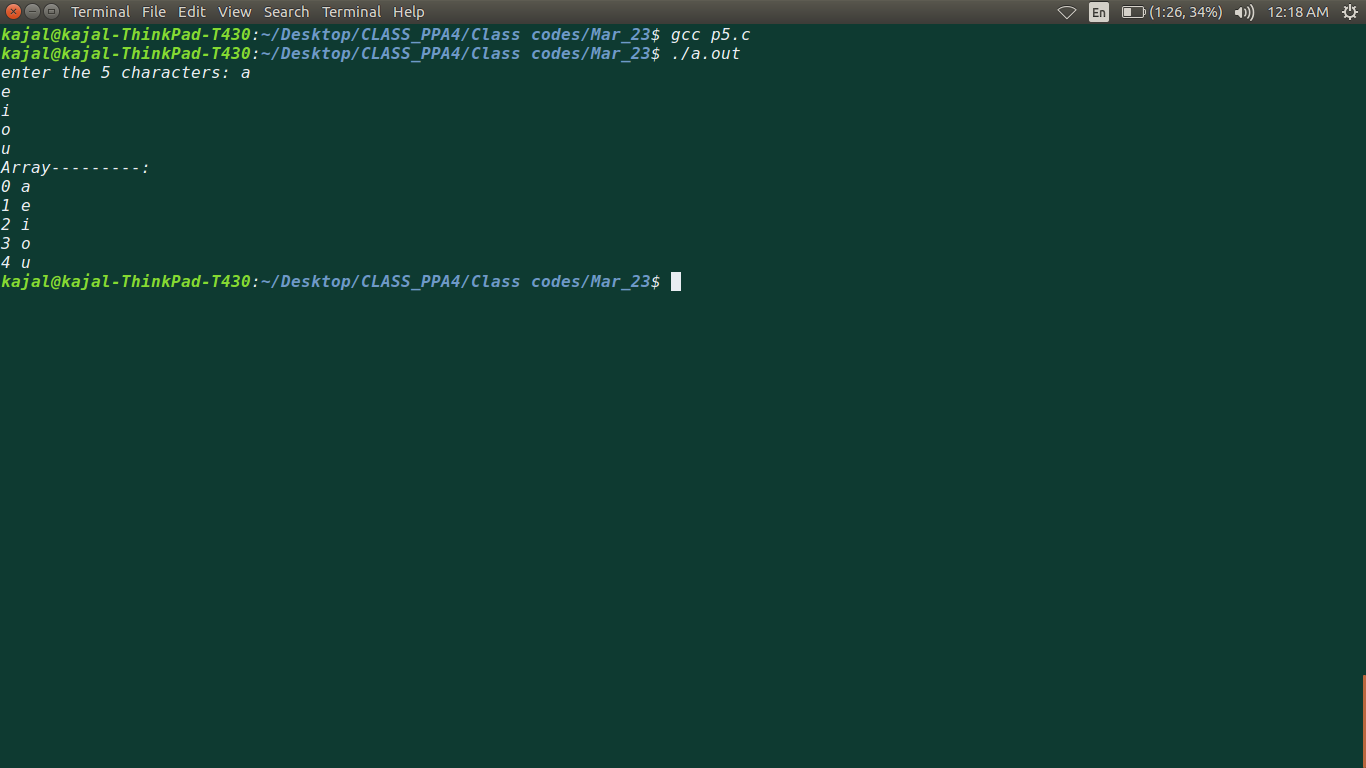 Terminal File Edit View Search Terminal Help En (1:26, 34%) 12:18 AM
kajal@kajal-ThinkPad-T430:~/Desktop/CLASS_PPA4/Class codes/Mar_23$ gcc p5.c
kajal@kajal-ThinkPad-T430:~/Desktop/CLASS_PPA4/Class codes/Mar_23$ ./a.out
enter the 5 characters: a
e
i
o
u
Array---------:
0 a
1 e
2 i
3 o
4 u
kajal@kajal-ThinkPad-T430:~/Desktop/CLASS_PPA4/Class codes/Mar_23$